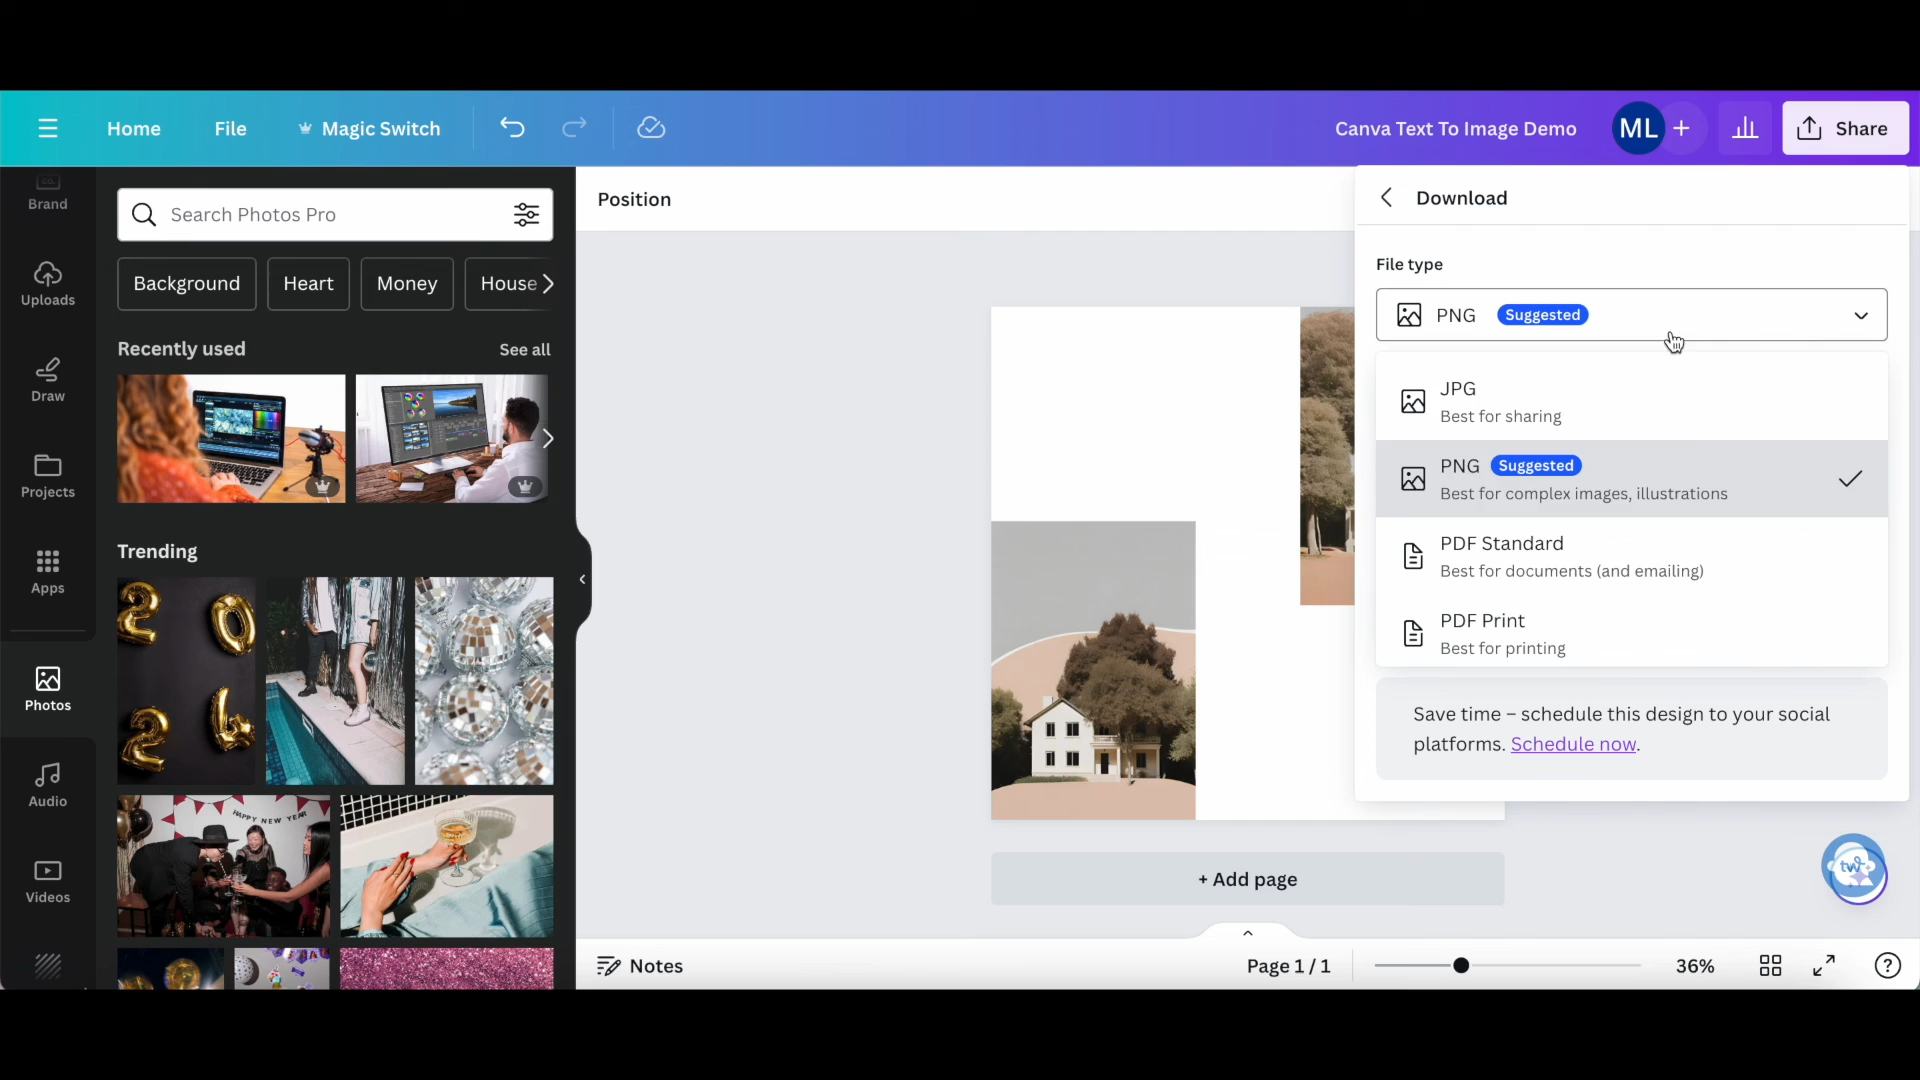 Home
File
Magic Switch
Canva Text To Image Demo
ML
Share
Brand
Uploads
Draw
Projects
Apps
Photos
Audio
Videos
Search Photos Pro
Background
Heart
Money
House
Recently used
See all
Trending
HAPPY NEW YEAR
Position
Download
File type
PNG Suggested
JPG
Best for sharing
PNG Suggested
Best for complex images, illustrations
PDF Standard
Best for documents (and emailing)
PDF Print
Best for printing
Save time – schedule this design to your social
platforms. Schedule now.
+ Add page
tw
Notes
Page 1 / 1
36%